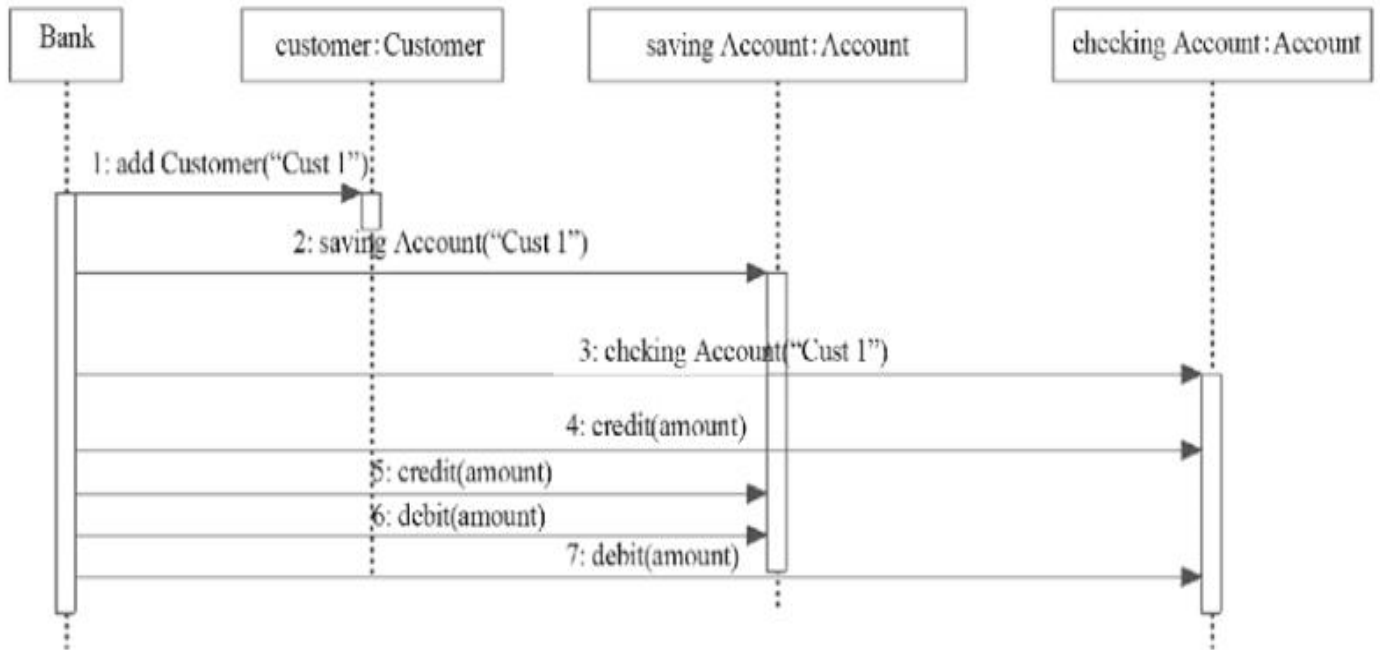 Bank
customer:Customer
saving Account:Account
checking Account:Account
1: add Customer(“Cust 1”)
2: saving Account(“Cust 1”)
3: chcking Account(“Cust 1”)
4: credit(amount)
5: credit(amount)
6: debit(amount)
7: debit(amount)